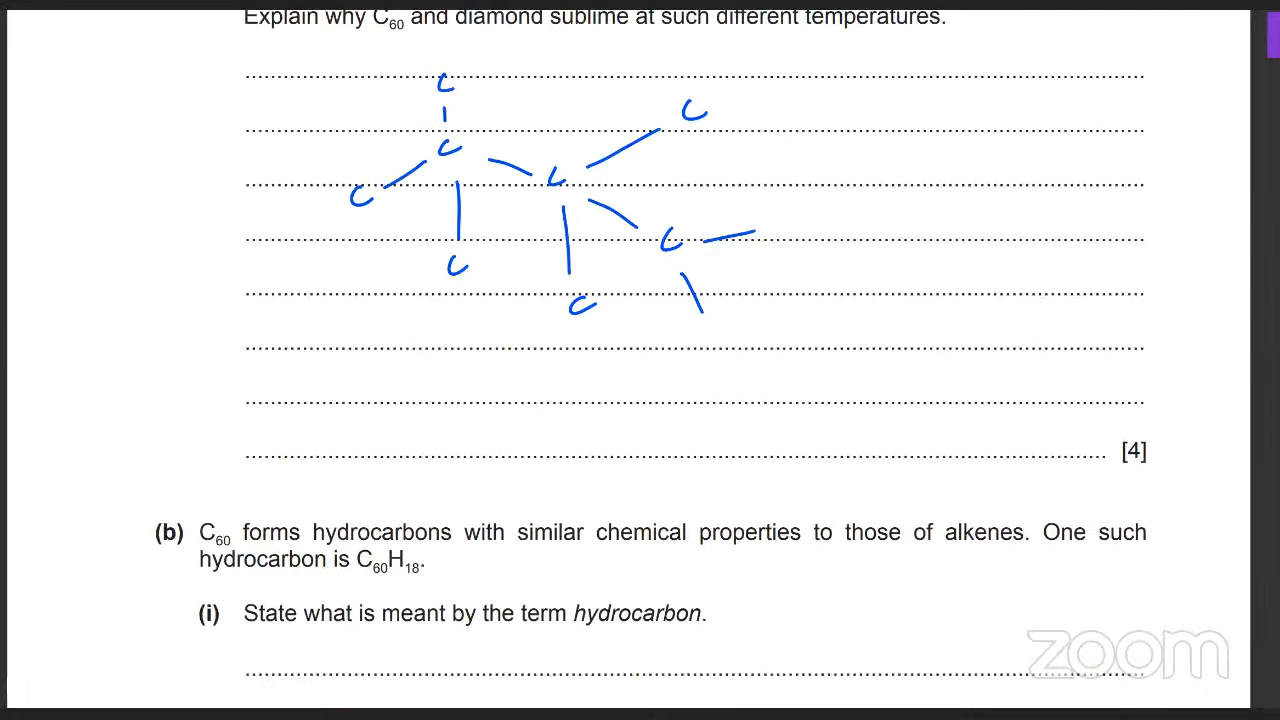 Explain why C60 and diamond sublime at such different temperatures.
C
C
C
C
C
C
C
C
[4]
(b) C60 forms hydrocarbons with similar chemical properties to those of alkenes. One such
hydrocarbon is C60H18.
(i) State what is meant by the term hydrocarbon.
zoom